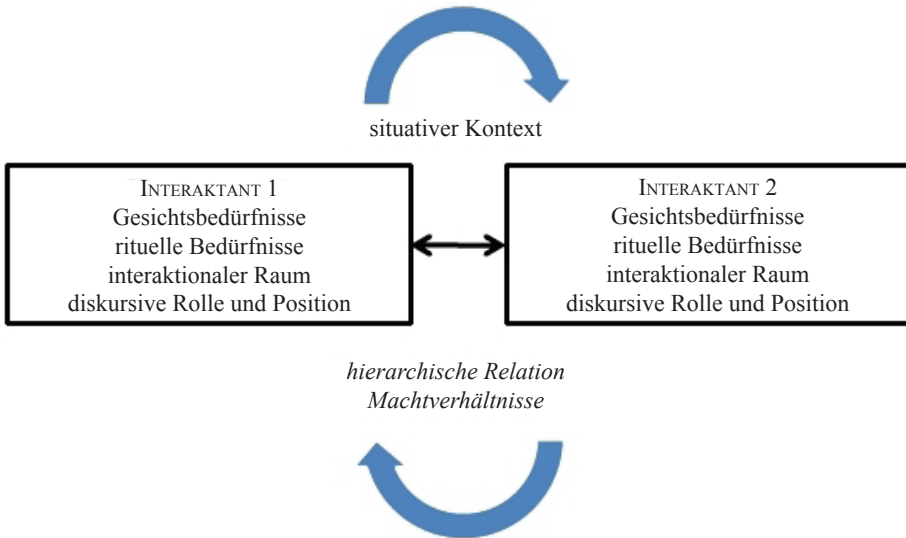 situativer Kontext
INTERAKTANT 1
Gesichtsbedürfnisse
rituelle Bedürfnisse
interaktionaler Raum
diskursive Rolle und Position
INTERAKTANT 2
Gesichtsbedürfnisse
rituelle Bedürfnisse
interaktionaler Raum
diskursive Rolle und Position
hierarchische Relation
Machtverhältnisse